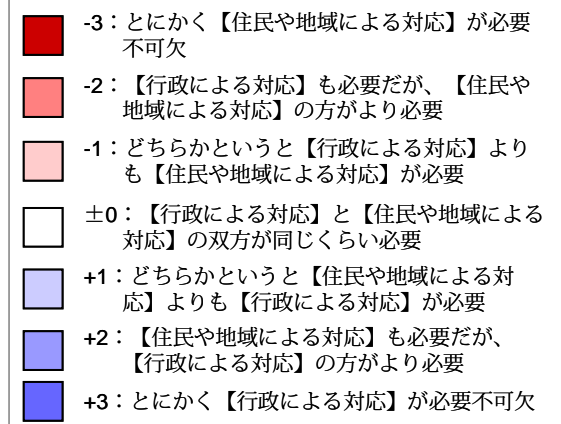 -3：とにかく【住民や地域による対応】が必要
不可欠
-2：【行政による対応】も必要だが、【住民や
地域による対応】の方がより必要
-1：どちらかというと【行政による対応】より
も【住民や地域による対応】が必要
±0：【行政による対応】と【住民や地域による
対応】の双方が同じくらい必要
+1：どちらかというと【住民や地域による対
応】よりも【行政による対応】が必要
+2：【住民や地域による対応】も必要だが、
【行政による対応】の方がより必要
+3：とにかく【行政による対応】が必要不可欠